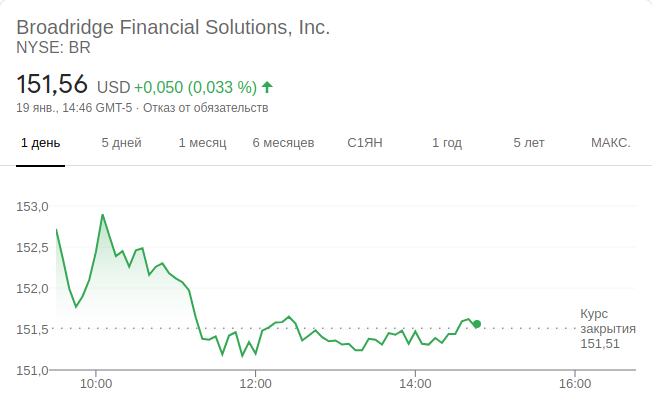 Broadridge Financial Solutions, Inc.
NYSE: BR
151,56 USD +0,050 (0,033 %)
19 янв., 14:46 GMT-5 · Отказ от обязательств
1 день 5 дней 1 месяц 6 месяцев С1ЯН 1 год 5 лет МАКС.
153,0
152,5
152,0
151,5
151,0
Курс
закрытия
151,51
10:00 12:00 14:00 16:00